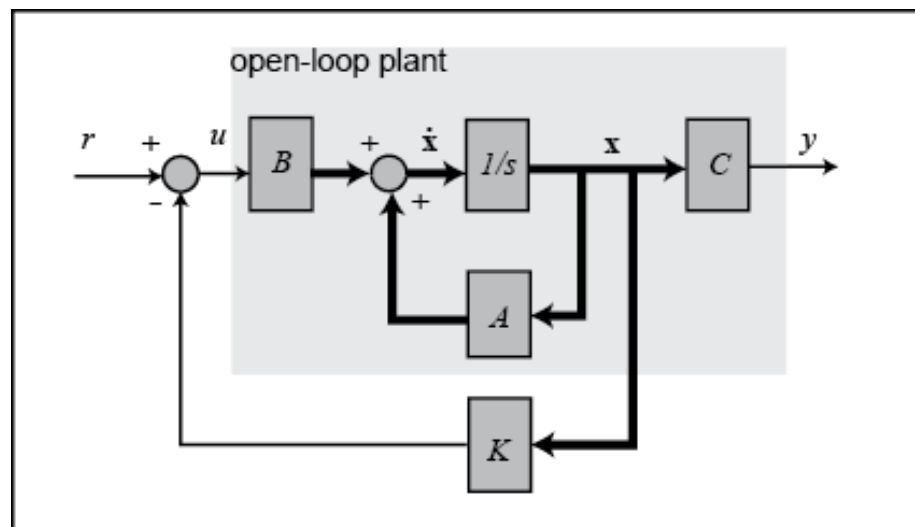 open-loop plant
r + u B + ẋ 1/s x C y
- +
A
K